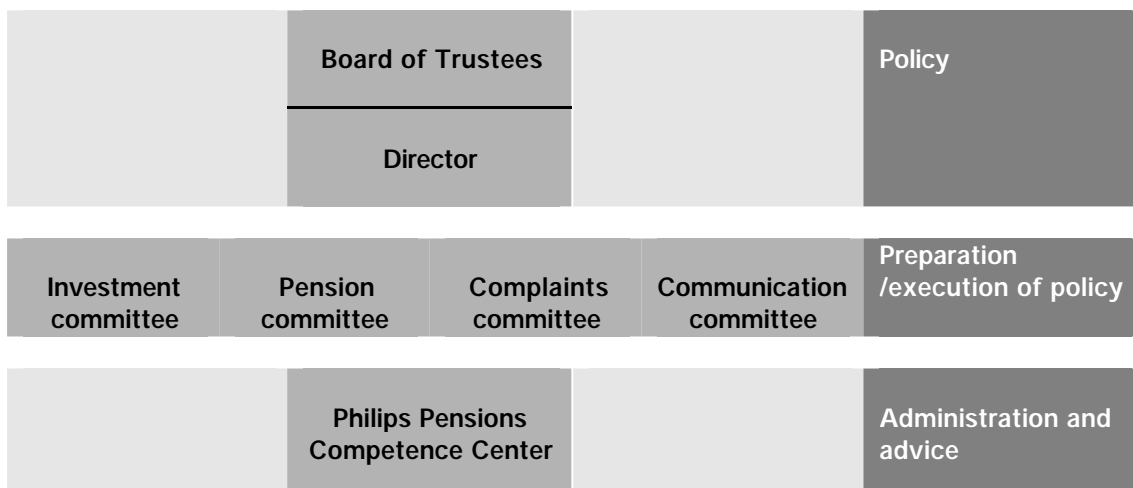 Board of Trustees
Policy
Director
Investment
committee
Pension
committee
Complaints
committee
Communication
committee
Preparation
/execution of policy
Philips Pensions
Competence Center
Administration and
advice